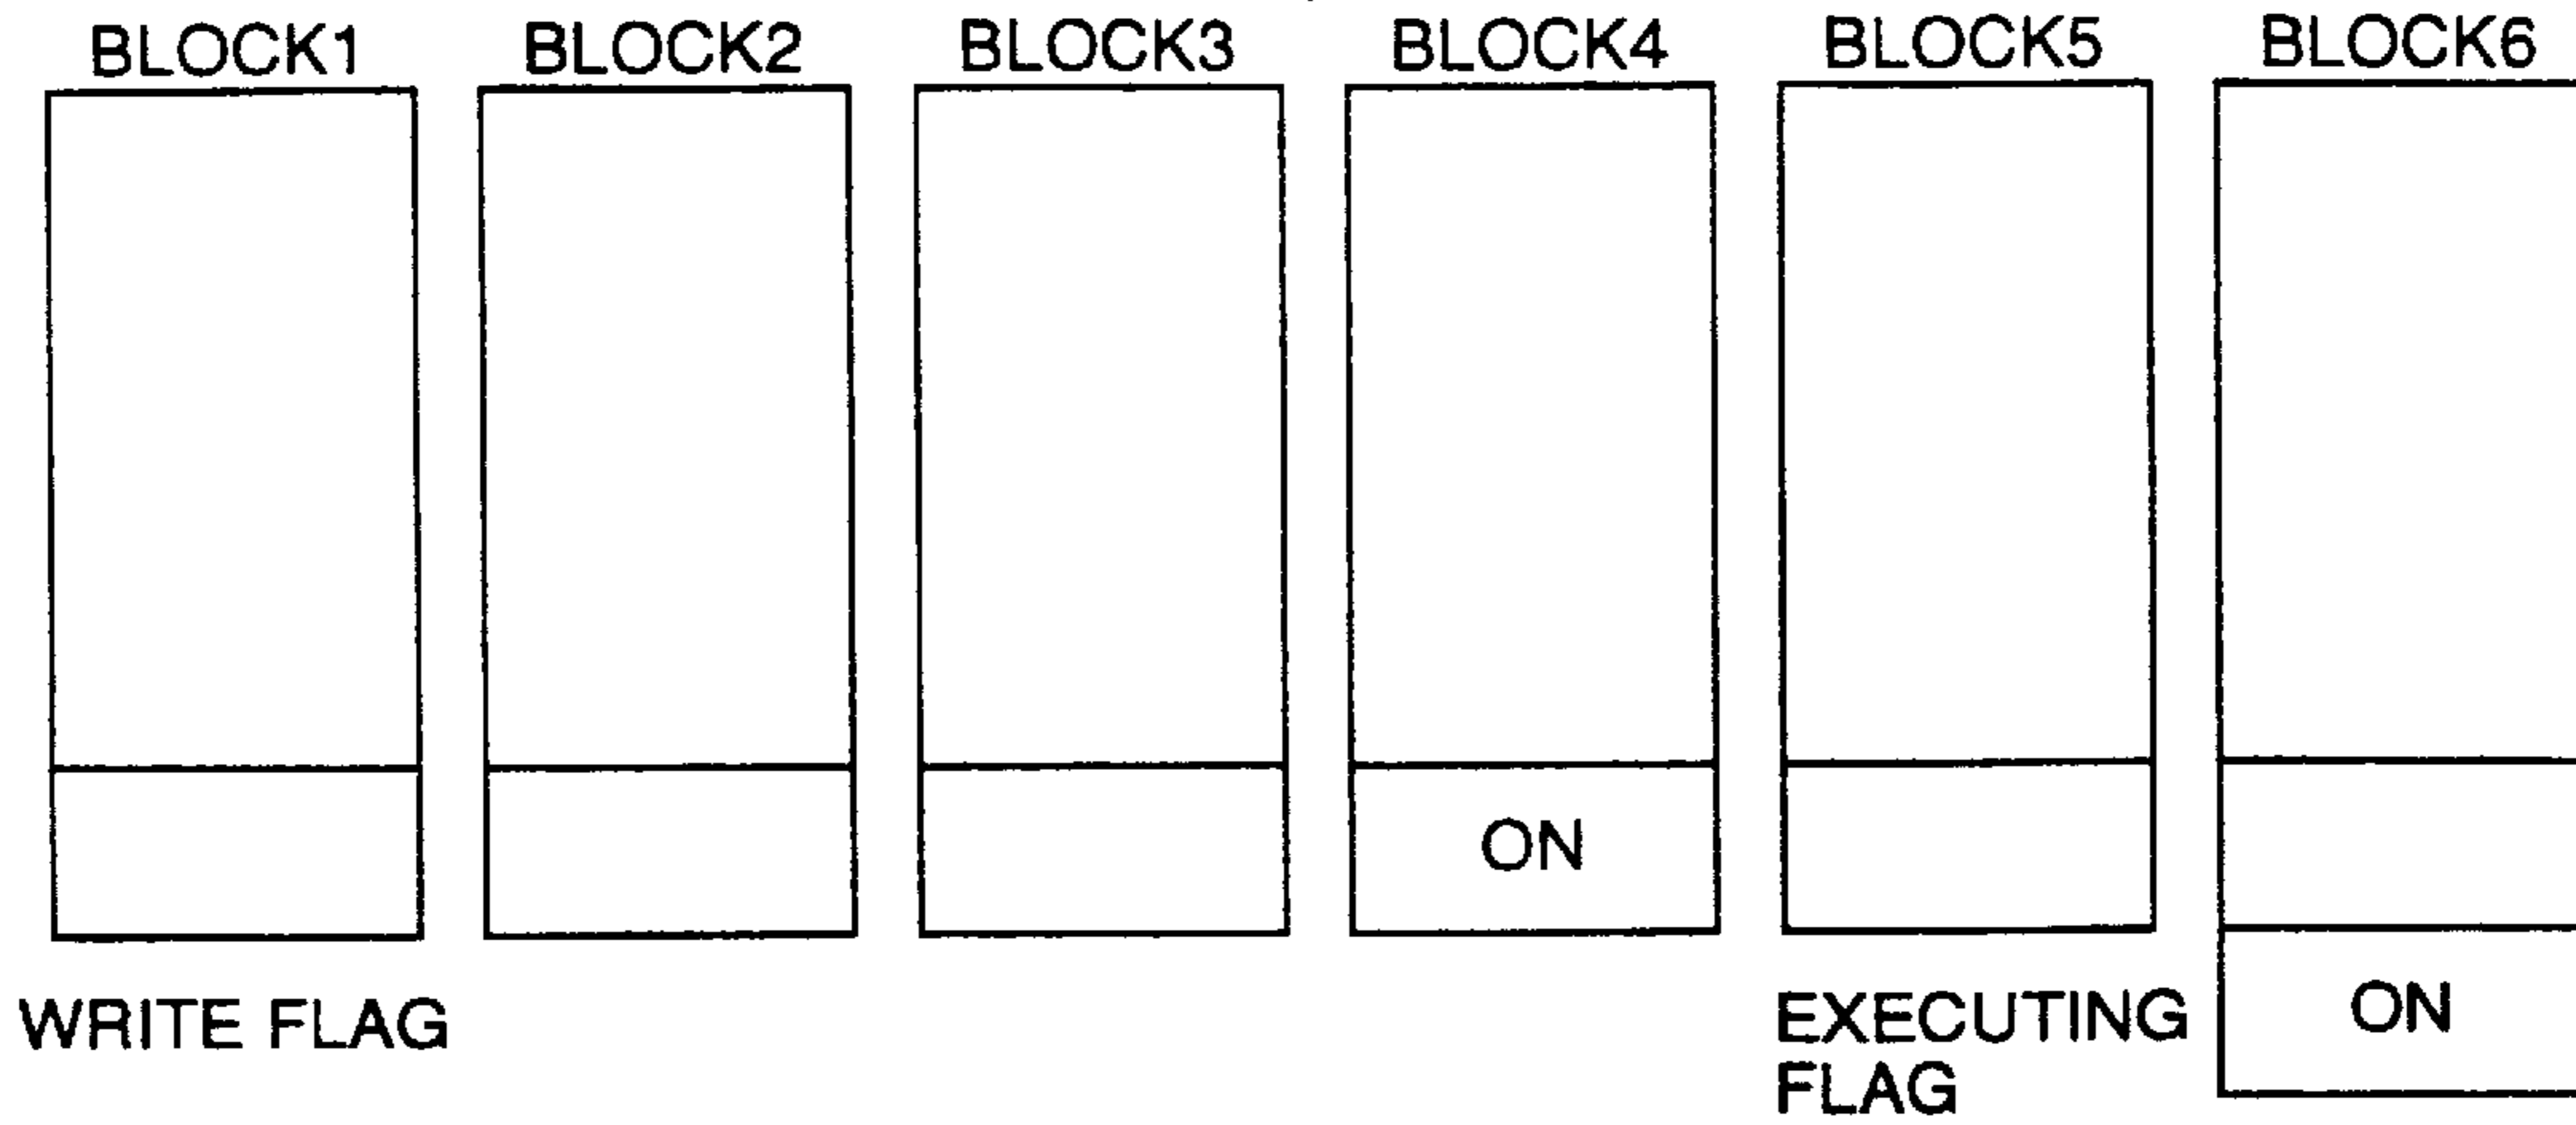 BLOCK1 BLOCK2 BLOCK3 BLOCK4 BLOCK5 BLOCK6
ON
WRITE FLAG
EXECUTING
FLAG
ON